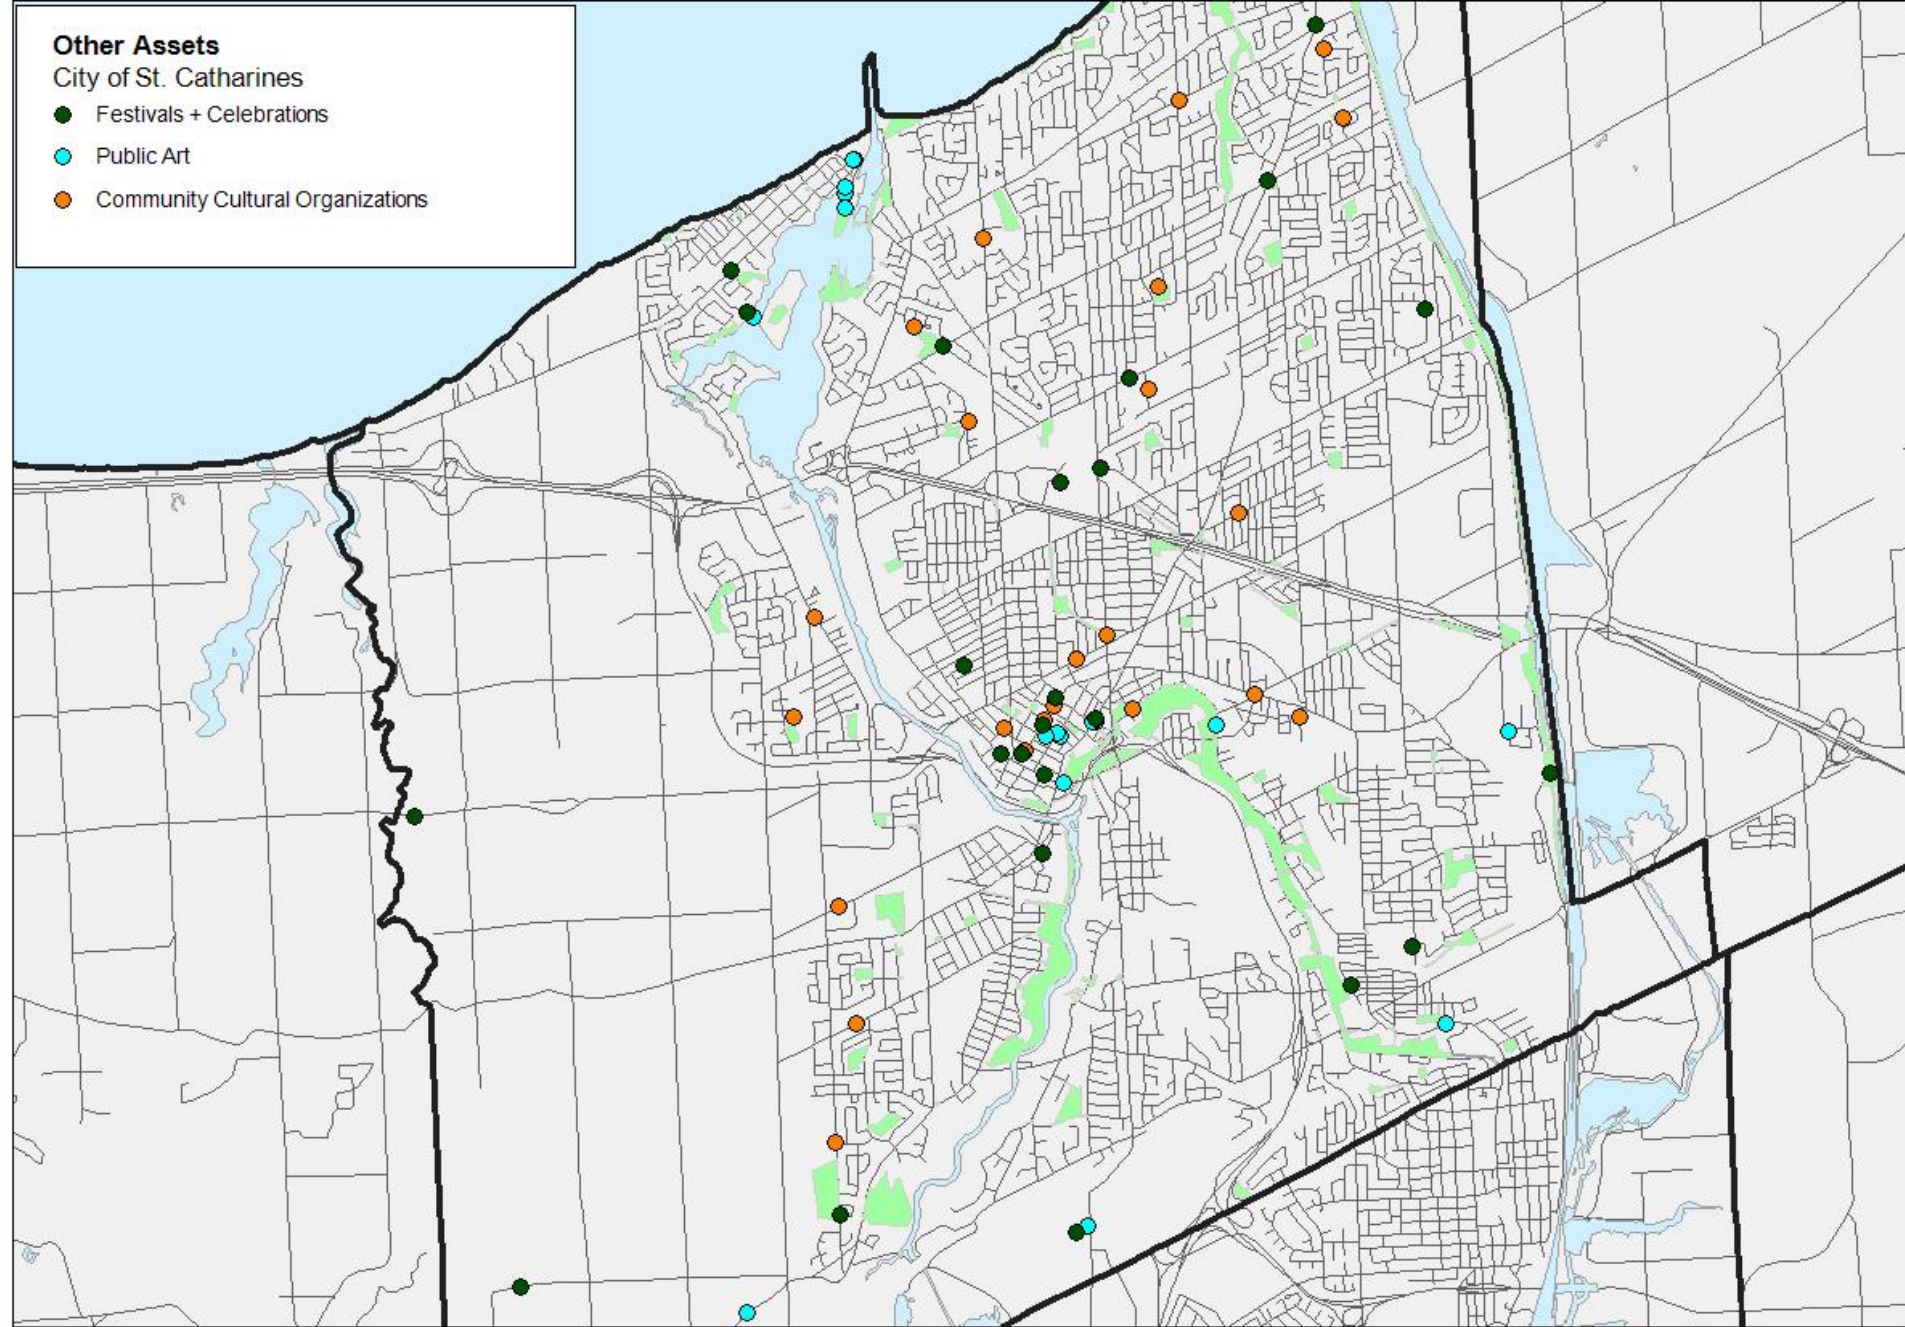 Other Assets
City of St. Catharines
Festivals + Celebrations
Public Art
Community Cultural Organizations